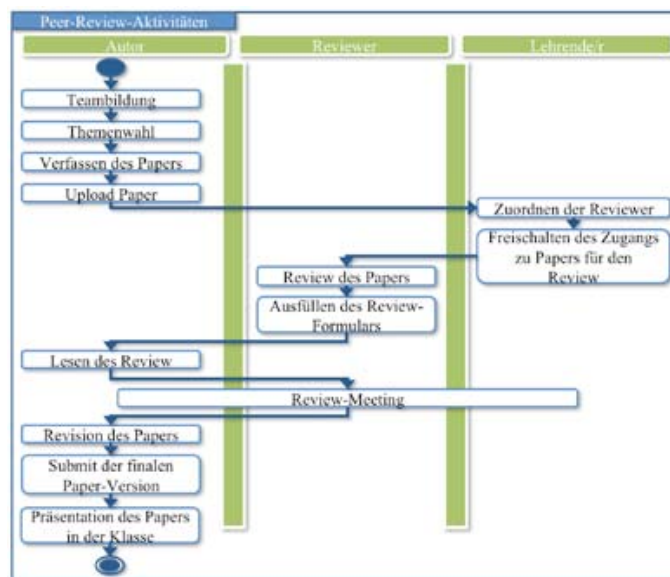 Peer-Review-Aktivitäten
Autor
Reviewer
Lehrende/r
Teambildung
Themenwahl
Verfassen des Papers
Upload Paper
Zuordnen der Reviewer
Freischalten des Zugangs
zu Papers für den
Review
Review des Papers
Ausfüllen des Review-
Formulars
Lesen des Review
Review-Meeting
Revision des Papers
Submit der finalen
Paper-Version
Präsentation des Papers
in der Klasse